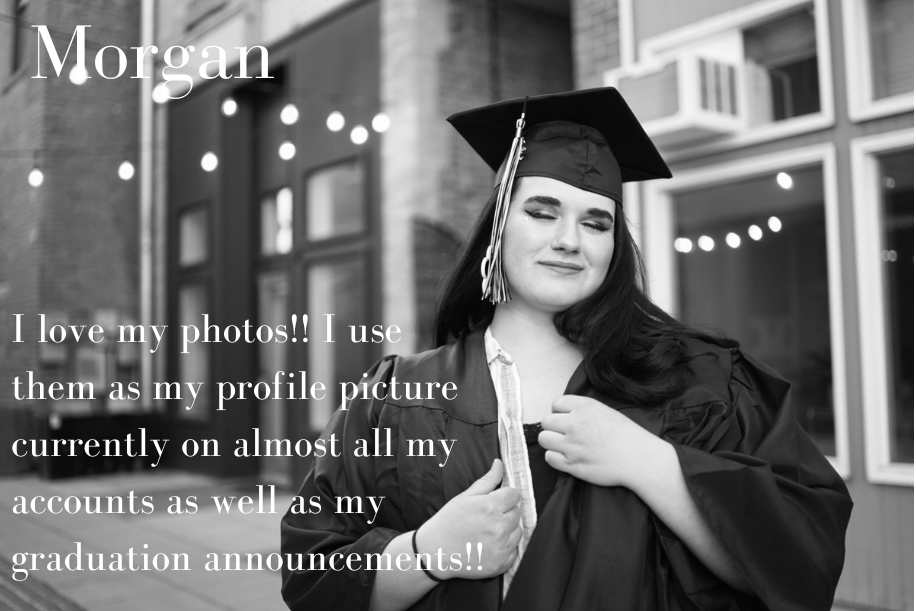 Morgan
I love my photos!! I use
them as my profile picture
currently on almost all my
accounts as well as my
graduation announcements!!